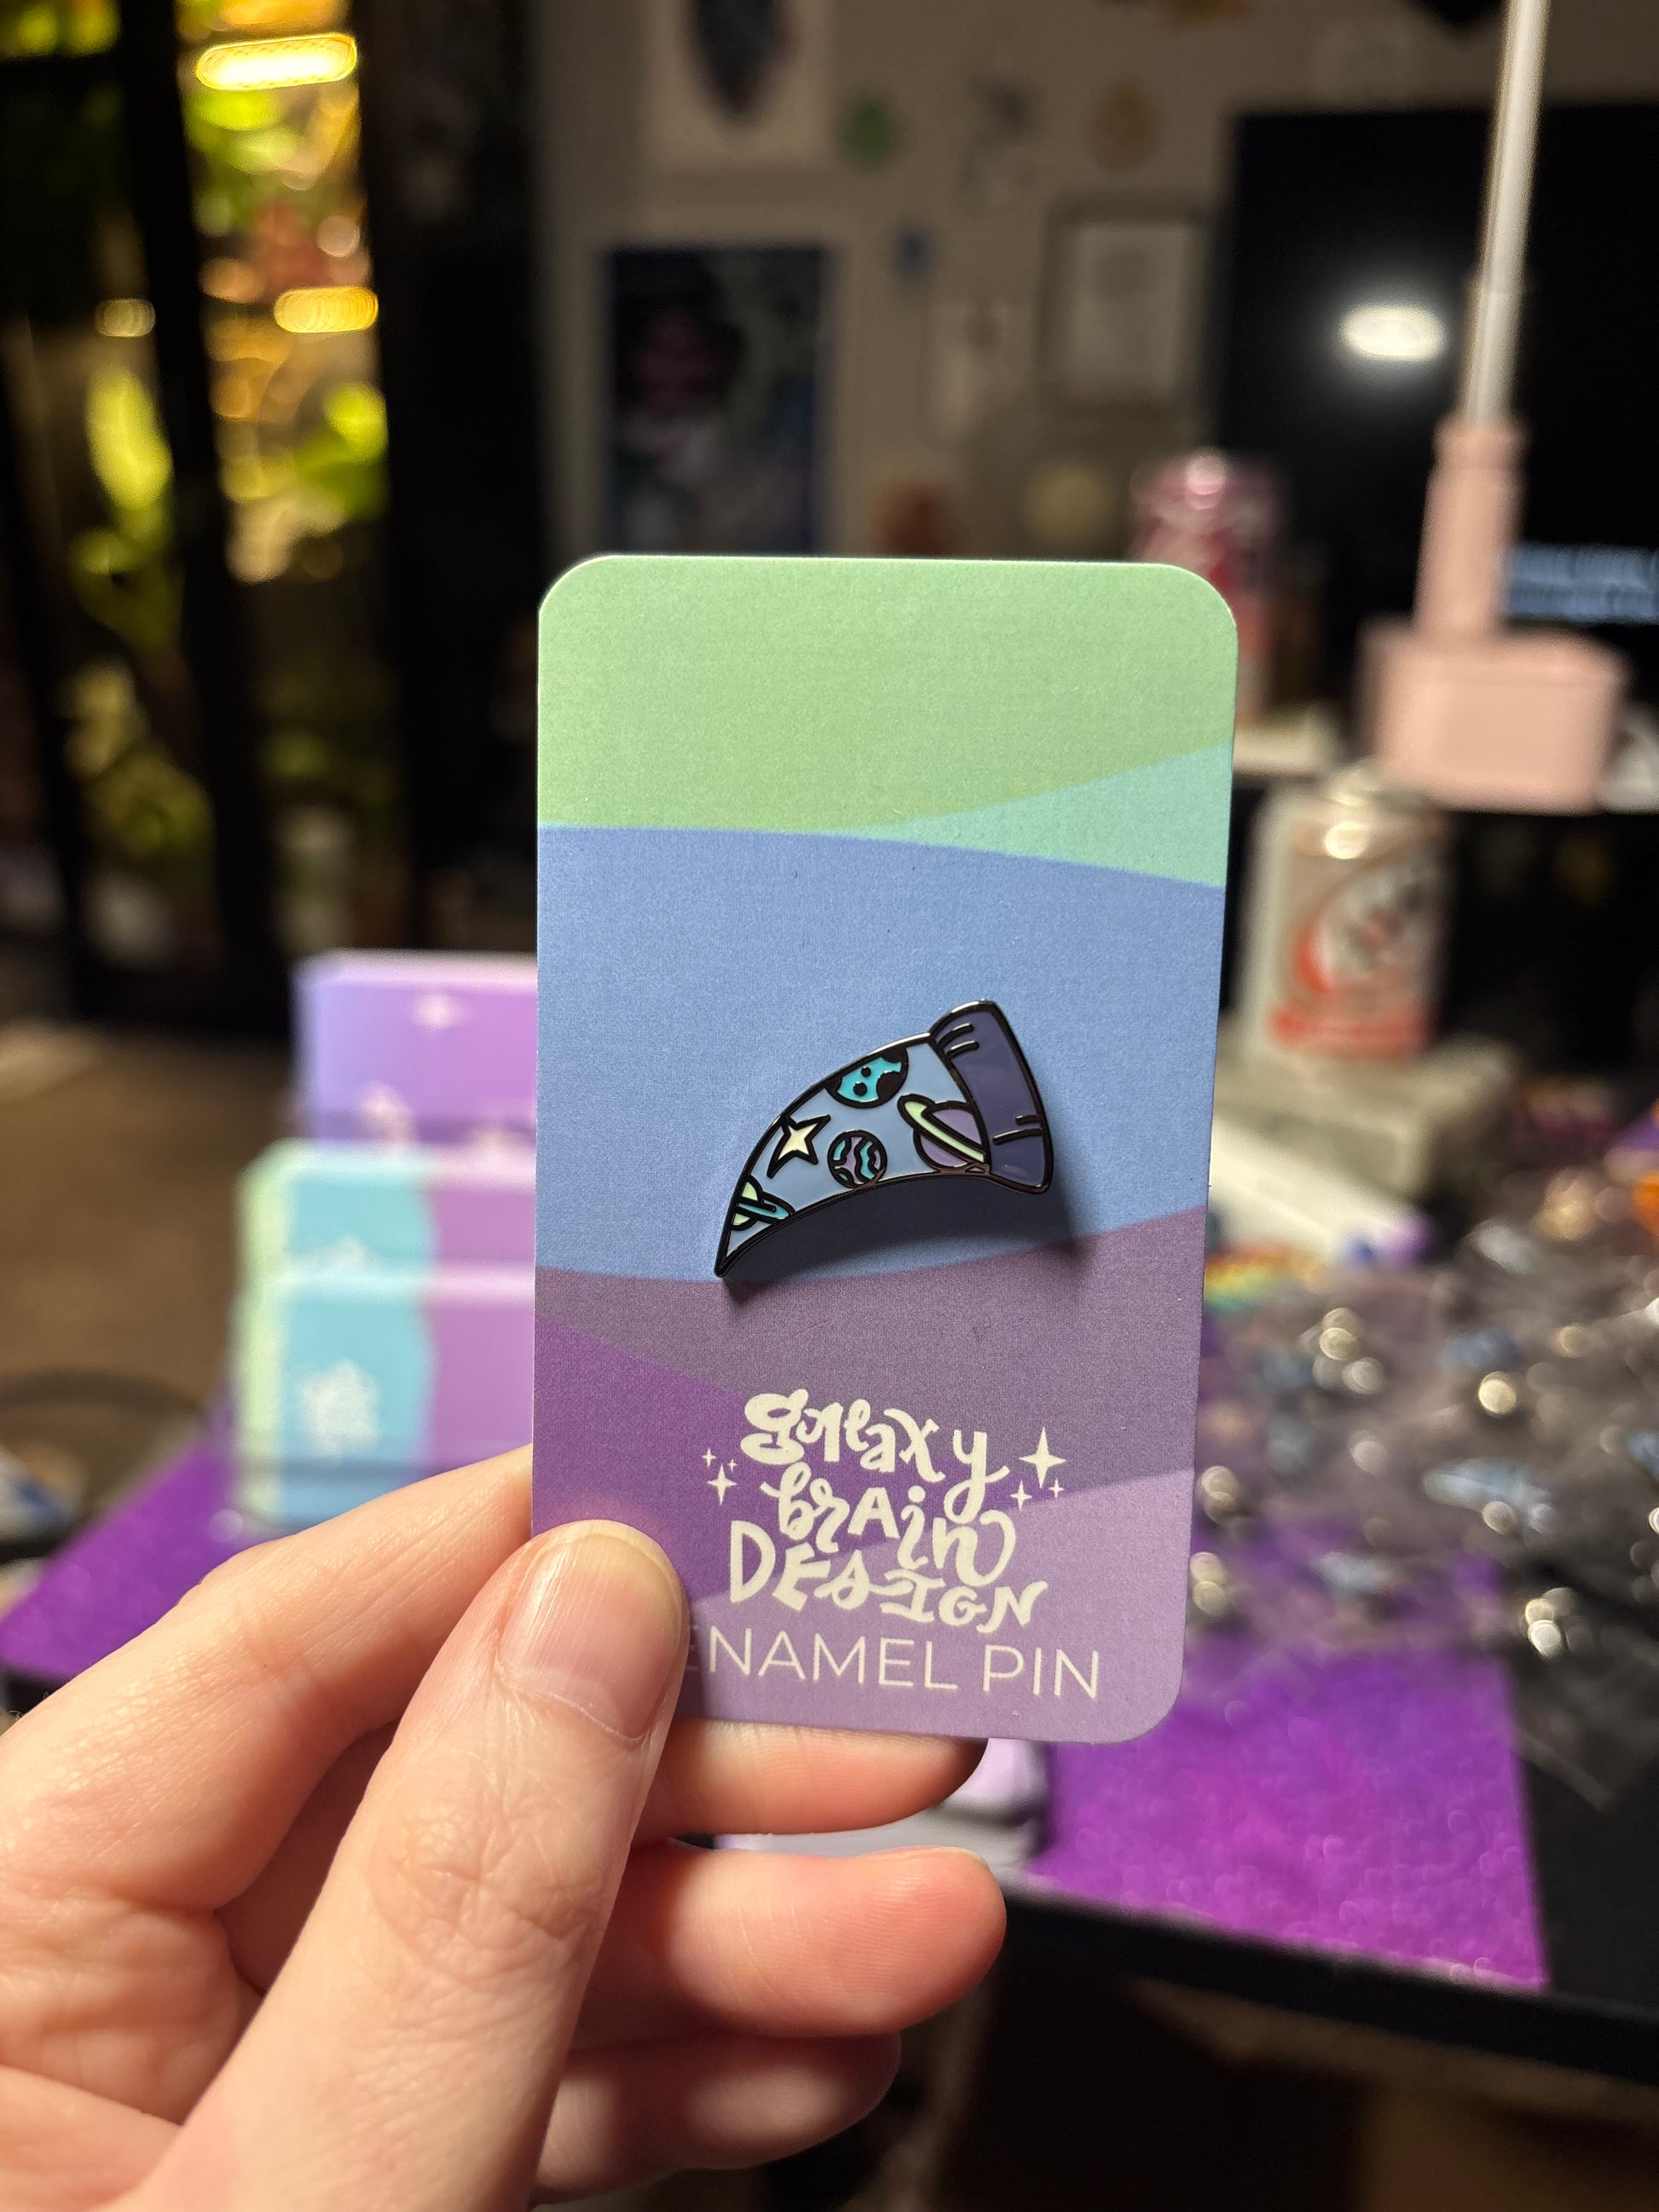 galaxy
brain
DESIGN
ENAMEL PIN